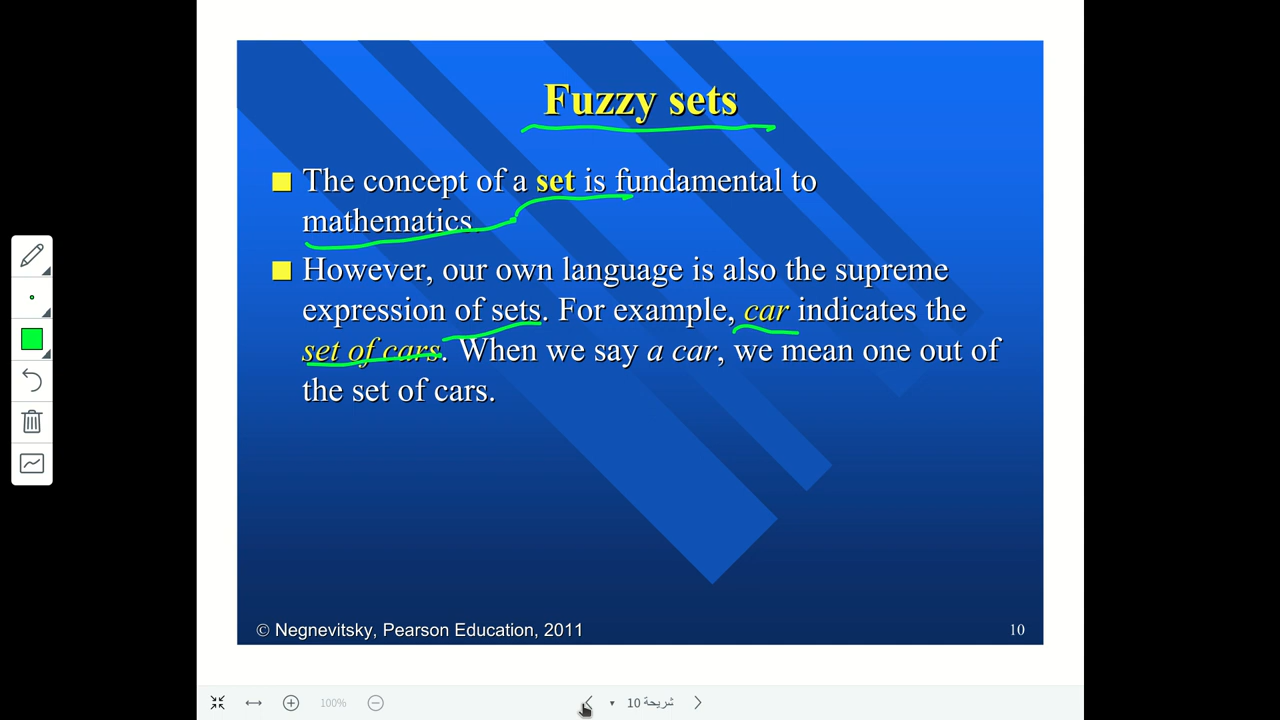 Fuzzy sets
The concept of a set is fundamental to
mathematics.
However, our own language is also the supreme
expression of sets. For example, car indicates the
set of cars. When we say a car, we mean one out of
the set of cars.
© Negnevitsky, Pearson Education, 2011
10
100%
شريحة 10